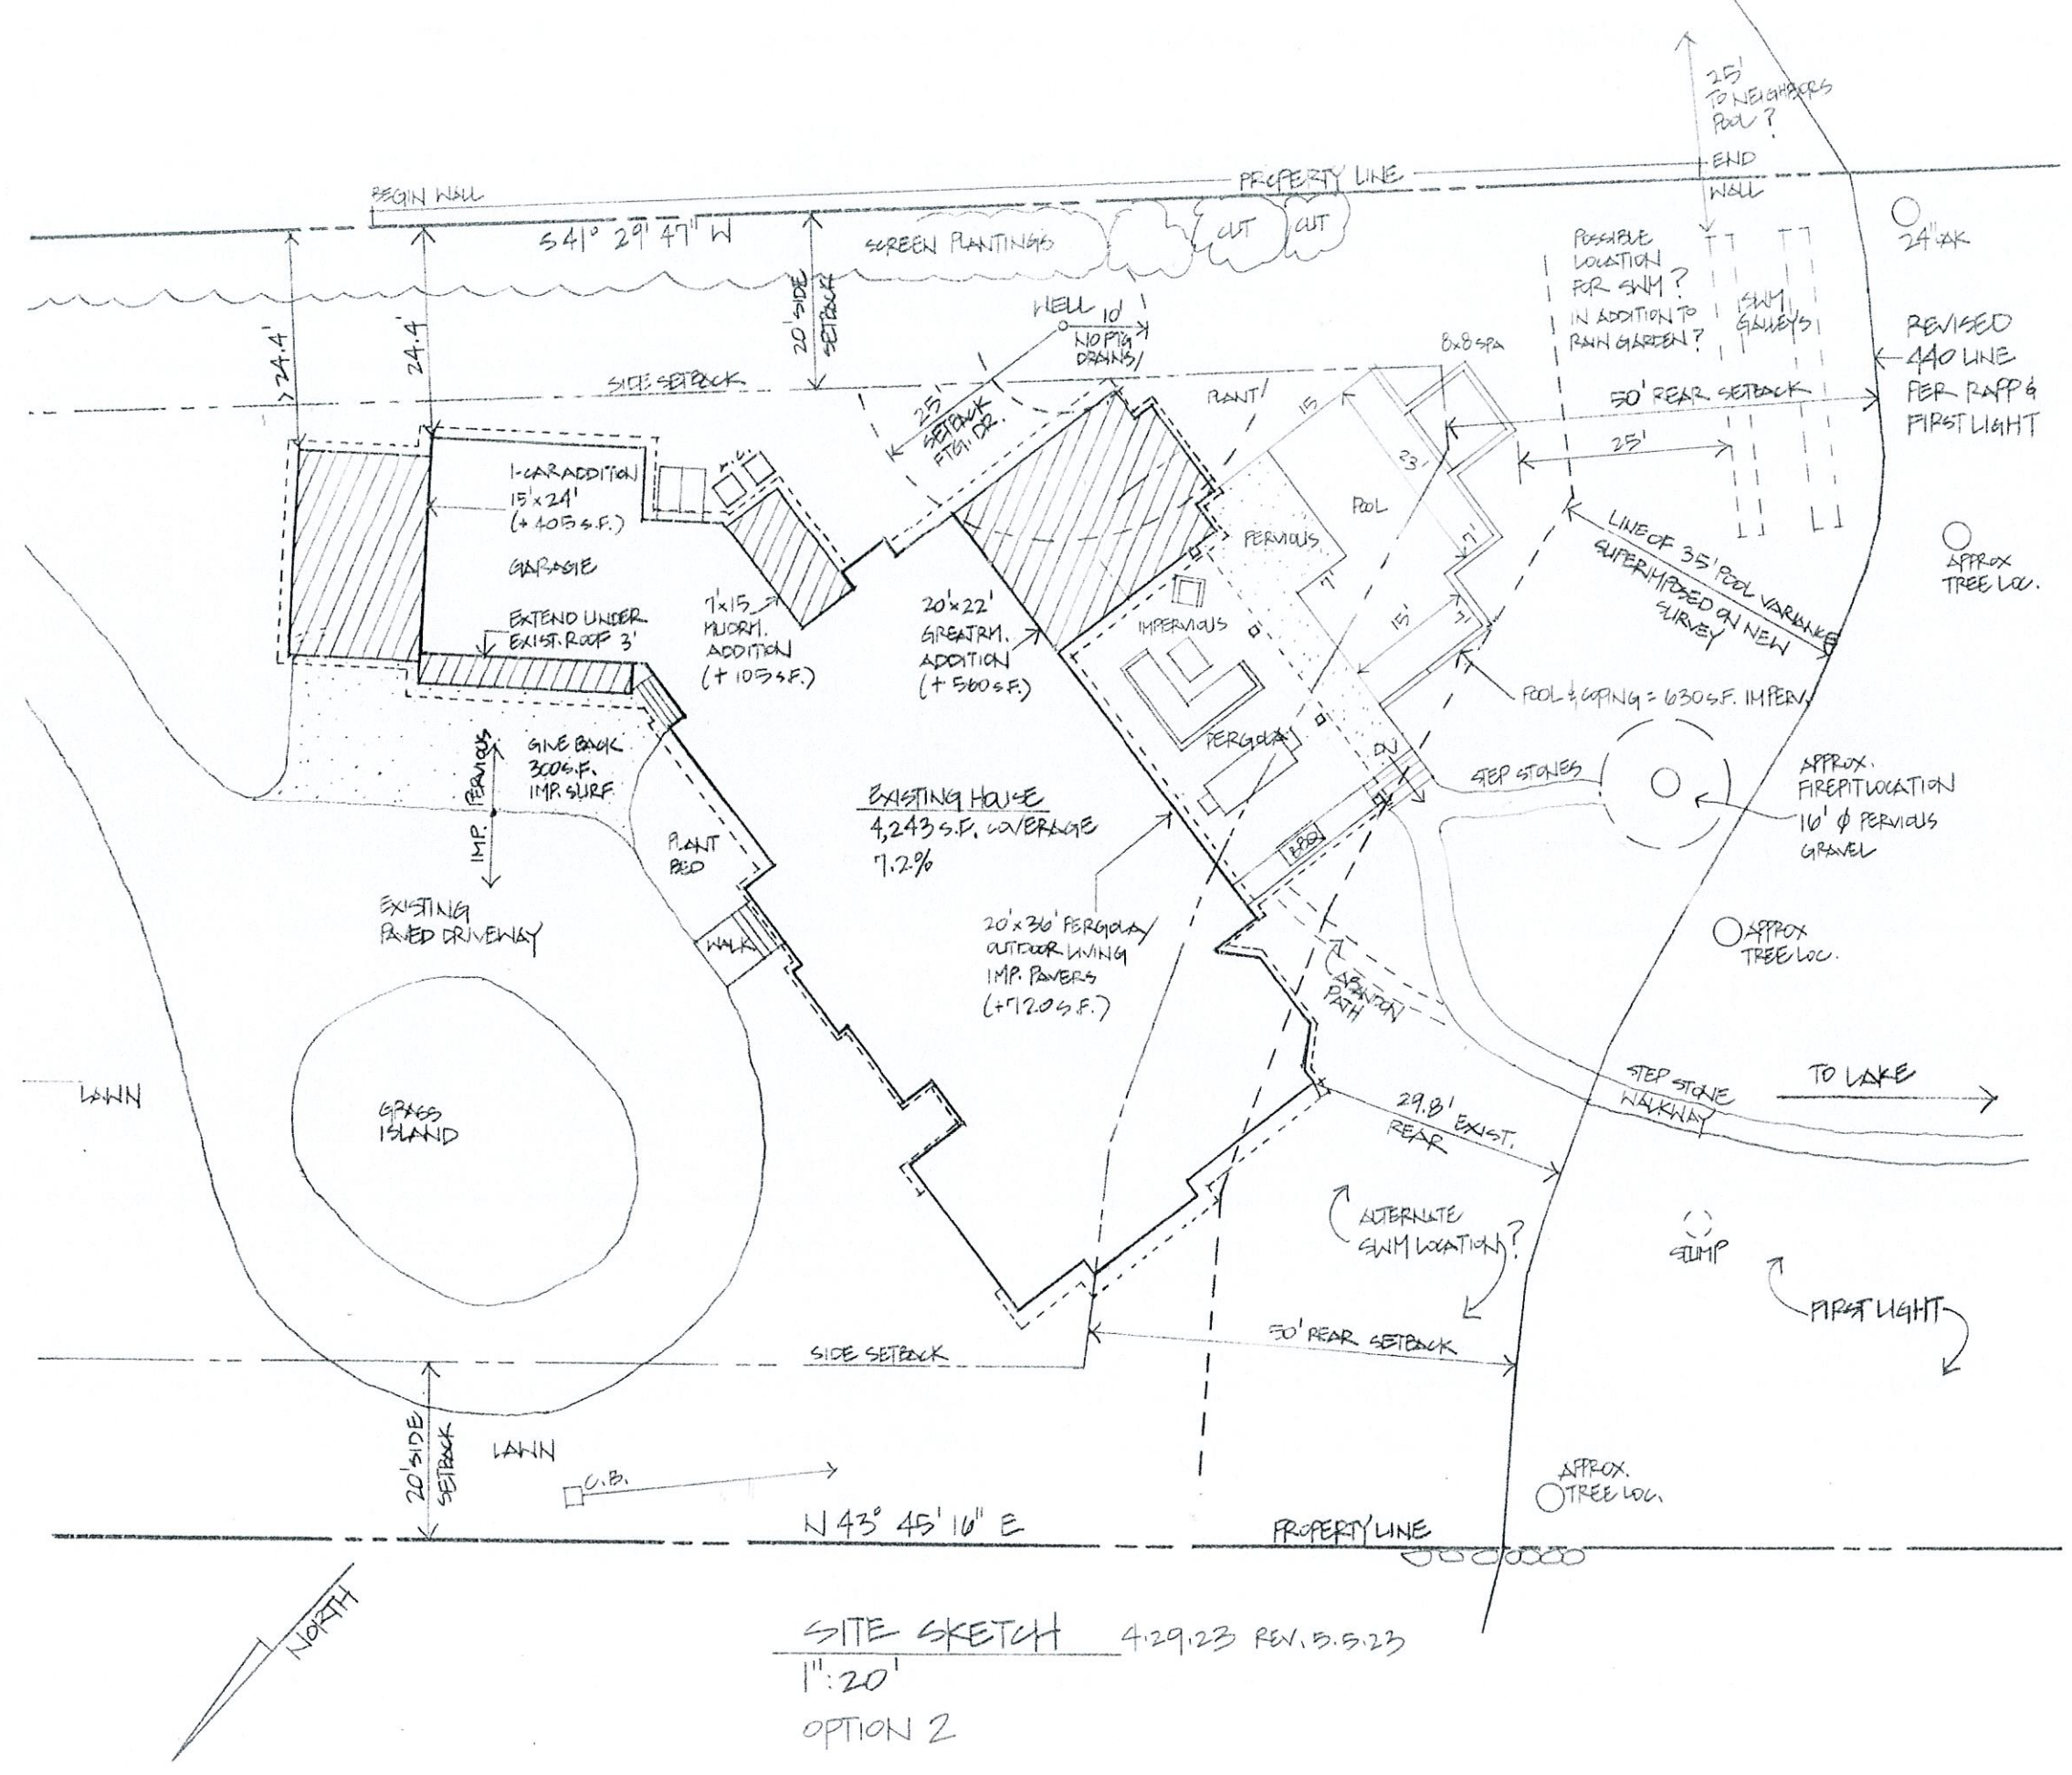 25'
TO NEIGHBORS
POOL?
END
WALL
BEGIN WALL
PROPERTY LINE
S 41° 29' 47" W
SCREEN PLANTINGS
CUT
CUT
24" OAK
POSSIBLE
LOCATION
FOR SWM?
IN ADDITION TO
RAIN GARDEN?
SWM
GALLEYS
REVISED
440 LINE
PER RAPP &
FIRST LIGHT
>24.4'
24.4'
20' SIDE
SETBACK
WELL
10'
NO FTG
DRAINS
25'
SETBACK
FTG. DR.
SIDE SETBACK
PLANT
8x8 SPA
50' REAR SETBACK
25'
15'
23'
POOL
7'
7'
15'
7'
PERVIOUS
IMPERVIOUS
LINE OF 35' POOL VARIANCE
SUPERIMPOSED ON NEW
SURVEY
APPROX
TREE LOC.
1-CAR ADDITION
15'x24'
(+405 S.F.)
GARAGE
EXTEND UNDER
EXIST. ROOF 3'
A.C.
7'x15'
MUDRM.
ADDITION
(+105 S.F.)
20'x22'
GREATRM.
ADDITION
(+560 S.F.)
POOL & COPING = 630 S.F. IMPERV.
PERGOLA
DN
BBQ
STEP STONES
APPROX.
FIREPIT LOCATION
16' Ø PERVIOUS
GRAVEL
PERVIOUS
IMP.
GIVE BACK
300 S.F.
IMP. SURF.
PLANT
BED
WALK
EXISTING HOUSE
4,243 S.F. COVERAGE
7.2%
20'x36' PERGOLA/
OUTDOOR LIVING
IMP. PAVERS
(+720 S.F.)
EXISTING
PAVED DRIVEWAY
ABANDON
PATH
APPROX
TREE LOC.
LAWN
GRASS
ISLAND
STEP STONE
WALKWAY
TO LAKE
29.8' EXIST.
REAR
ALTERNATE
SWM LOCATION?
STUMP
FIRST LIGHT
SIDE SETBACK
50' REAR SETBACK
20' SIDE
SETBACK
LAWN
C.B.
APPROX.
TREE LOC.
N 43° 45' 16" E
PROPERTY LINE
NORTH
SITE SKETCH 4.29.23 REV. 5.5.23
1":20'
OPTION 2